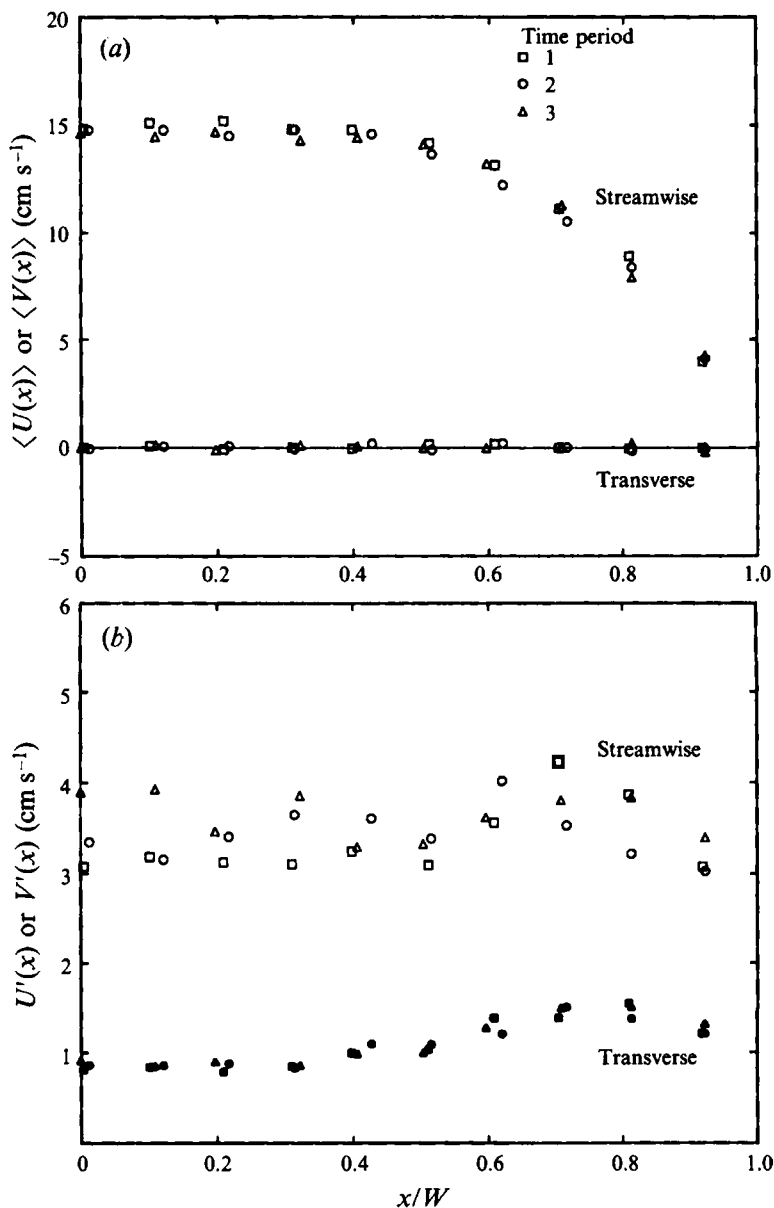 (a)
Time period
1
2
3
20
15
10
5
0
−5
⟨U(x)⟩ or ⟨V(x)⟩ (cm s⁻¹)
Streamwise
Transverse
0 0.2 0.4 0.6 0.8 1.0
(b)
6
5
4
3
2
1
U′(x) or V′(x) (cm s⁻¹)
Streamwise
Transverse
0 0.2 0.4 0.6 0.8 1.0
x/W